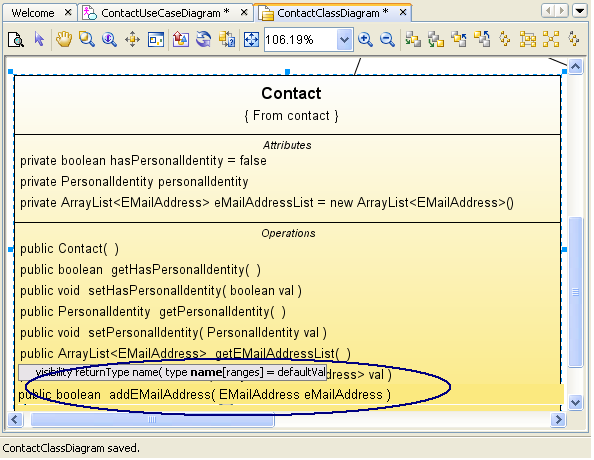 Welcome ContactUseCaseDiagram * ContactClassDiagram *
106.19%
Contact
{ From contact }
Attributes
private boolean hasPersonalIdentity = false
private PersonalIdentity personalIdentity
private ArrayList<EMailAddress> eMailAddressList = new ArrayList<EMailAddress>()
Operations
public Contact( )
public boolean getHasPersonalIdentity( )
public void setHasPersonalIdentity( boolean val )
public PersonalIdentity getPersonalIdentity( )
public void setPersonalIdentity( PersonalIdentity val )
public ArrayList<EMailAddress> getEMailAddressList( )
visibility returnType name( type name[ranges] = defaultVal
ress> val )
public boolean addEMailAddress( EMailAddress eMailAddress )
ContactClassDiagram saved.